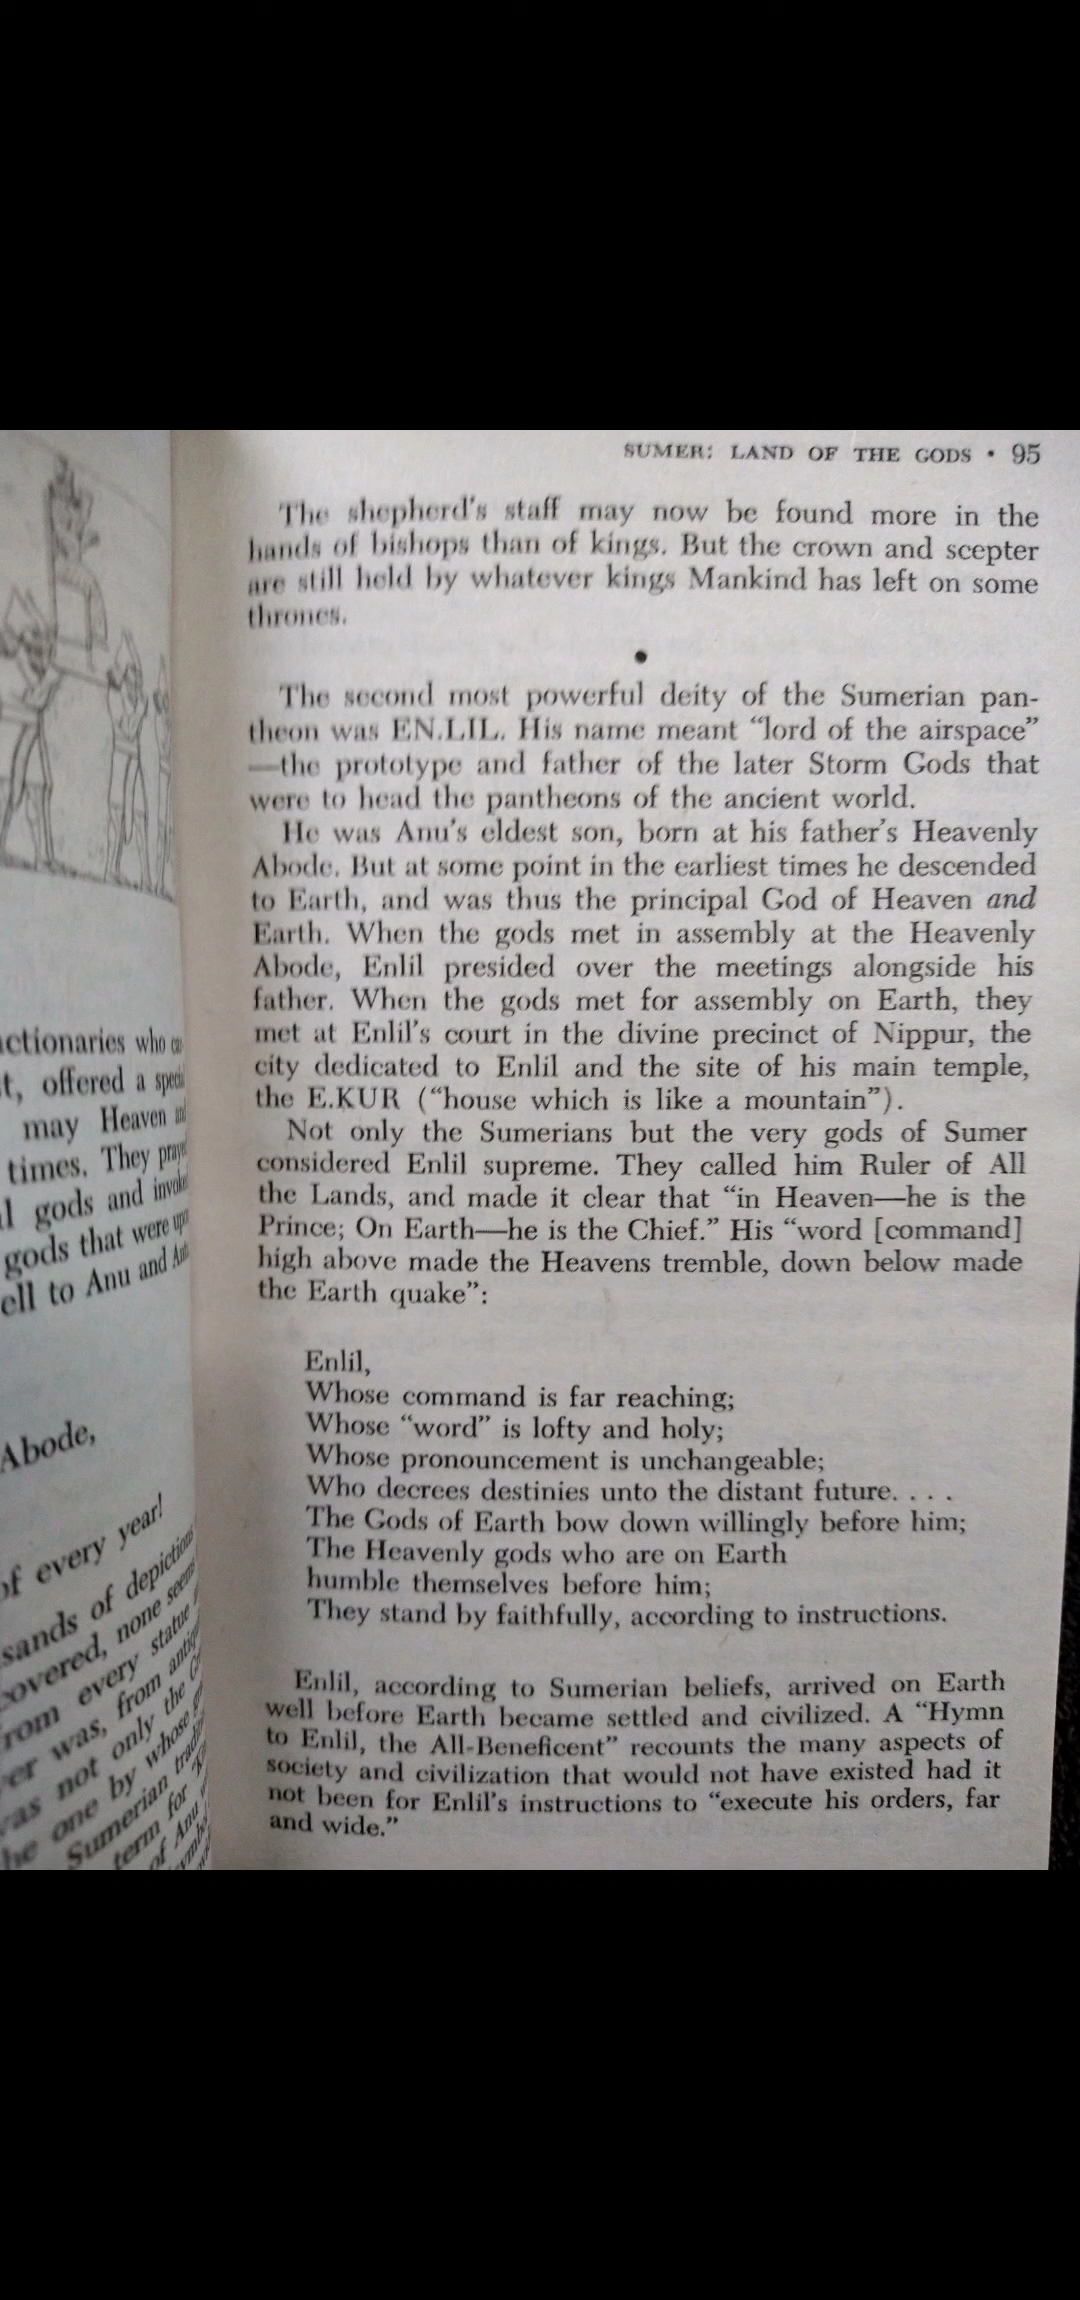 ctionaries who
t, offered a
may Heaven
times. They
l gods and
gods that were
ell to Anu and
Abode,
of every year!
sands of depictions
overed, none
rom every statue
er was, from
was not only the
he one by whose
Sumerian
term for
of Anu
SUMER: LAND OF THE GODS • 95
The shepherd's staff may now be found more in the
hands of bishops than of kings. But the crown and scepter
are still held by whatever kings Mankind has left on some
thrones.
•
The second most powerful deity of the Sumerian pan-
theon was EN.LIL. His name meant “lord of the airspace”
—the prototype and father of the later Storm Gods that
were to head the pantheons of the ancient world.
He was Anu's eldest son, born at his father's Heavenly
Abode. But at some point in the earliest times he descended
to Earth, and was thus the principal God of Heaven and
Earth. When the gods met in assembly at the Heavenly
Abode, Enlil presided over the meetings alongside his
father. When the gods met for assembly on Earth, they
met at Enlil's court in the divine precinct of Nippur, the
city dedicated to Enlil and the site of his main temple,
the E.KUR (“house which is like a mountain”).
Not only the Sumerians but the very gods of Sumer
considered Enlil supreme. They called him Ruler of All
the Lands, and made it clear that “in Heaven—he is the
Prince; On Earth—he is the Chief.” His “word [command]
high above made the Heavens tremble, down below made
the Earth quake”:
Enlil,
Whose command is far reaching;
Whose “word” is lofty and holy;
Whose pronouncement is unchangeable;
Who decrees destinies unto the distant future. . . .
The Gods of Earth bow down willingly before him;
The Heavenly gods who are on Earth
humble themselves before him;
They stand by faithfully, according to instructions.
Enlil, according to Sumerian beliefs, arrived on Earth
well before Earth became settled and civilized. A “Hymn
to Enlil, the All-Beneficent” recounts the many aspects of
society and civilization that would not have existed had it
not been for Enlil's instructions to “execute his orders, far
and wide.”